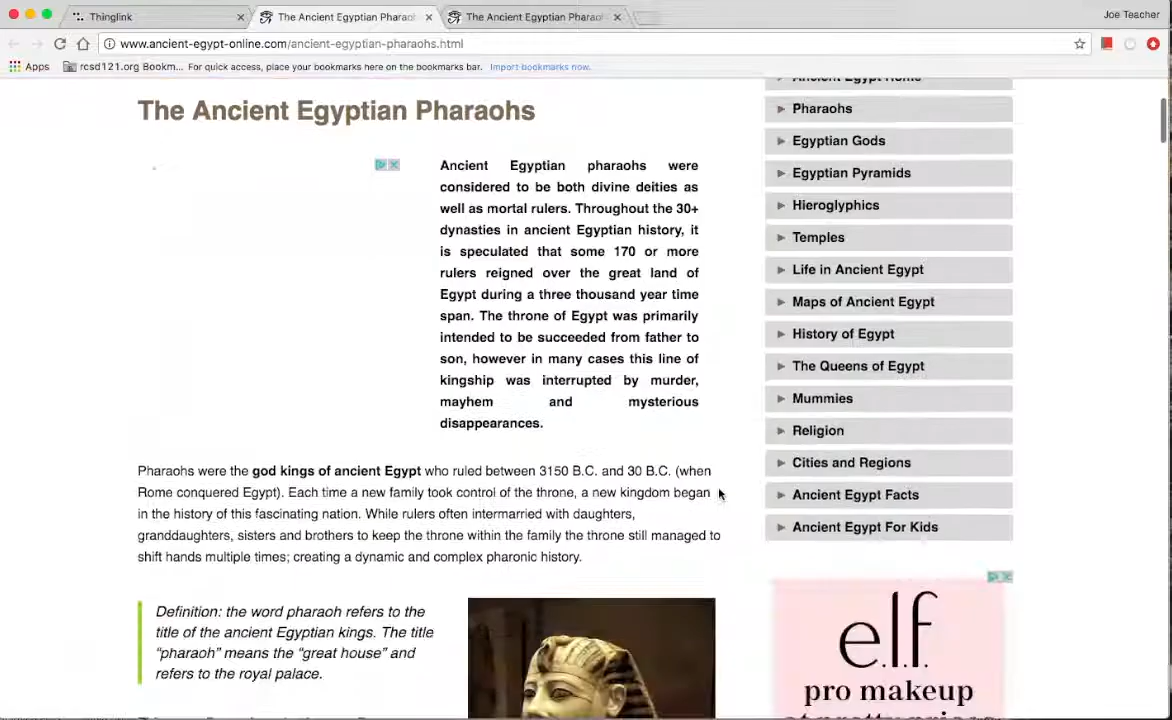 Thinglink
The Ancient Egyptian Pharaoh
The Ancient Egyptian Pharaoh
Joe Teacher
www.ancient-egypt-online.com/ancient-egyptian-pharaohs.html
Apps
rcsd121.org Bookm...
For quick access, place your bookmarks here on the bookmarks bar.
Import bookmarks now.
The Ancient Egyptian Pharaohs
Ancient Egyptian pharaohs were
considered to be both divine deities as
well as mortal rulers. Throughout the 30+
dynasties in ancient Egyptian history, it
is speculated that some 170 or more
rulers reigned over the great land of
Egypt during a three thousand year time
span. The throne of Egypt was primarily
intended to be succeeded from father to
son, however in many cases this line of
kingship was interrupted by murder,
mayhem and mysterious
disappearances.
Pharaohs were the god kings of ancient Egypt who ruled between 3150 B.C. and 30 B.C. (when
Rome conquered Egypt). Each time a new family took control of the throne, a new kingdom began
in the history of this fascinating nation. While rulers often intermarried with daughters,
granddaughters, sisters and brothers to keep the throne within the family the throne still managed to
shift hands multiple times; creating a dynamic and complex pharonic history.
Definition: the word pharaoh refers to the
title of the ancient Egyptian kings. The title
“pharaoh” means the “great house” and
refers to the royal palace.
Ancient Egypt Home
Pharaohs
Egyptian Gods
Egyptian Pyramids
Hieroglyphics
Temples
Life in Ancient Egypt
Maps of Ancient Egypt
History of Egypt
The Queens of Egypt
Mummies
Religion
Cities and Regions
Ancient Egypt Facts
Ancient Egypt For Kids
e.l.f.
pro makeup